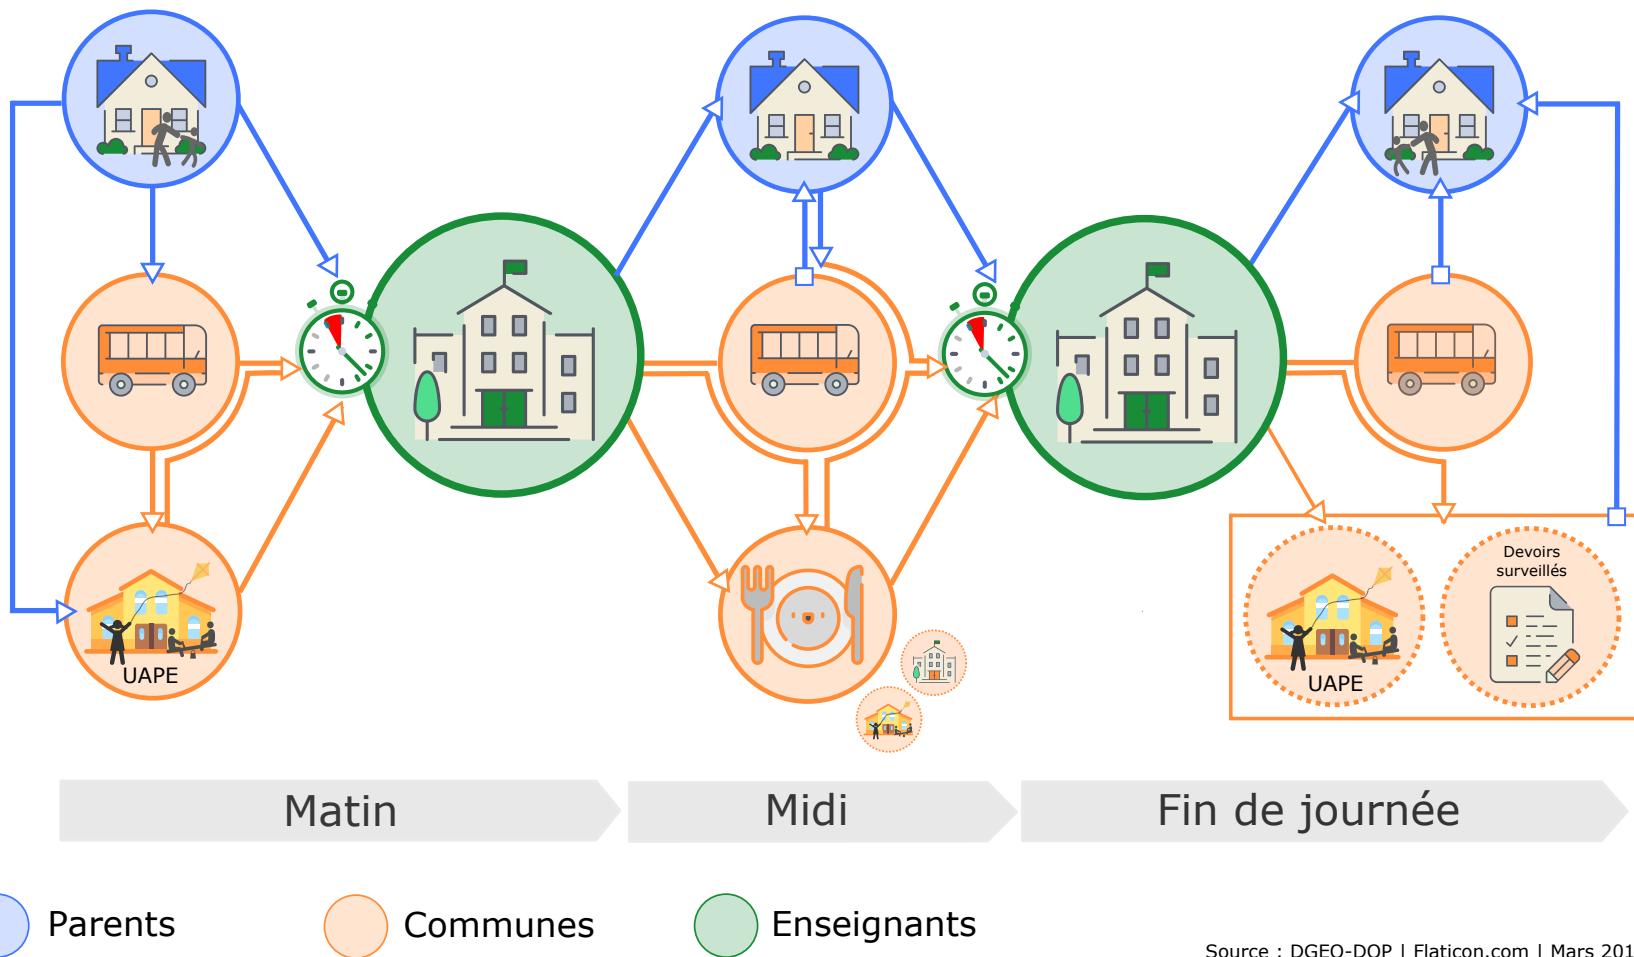 Devoirs
surveillés
UAPE
UAPE
Matin
Midi
Fin de journée
Parents
Communes
Enseignants
Source : DGEO-DOP | Flaticon.com | Mars 201